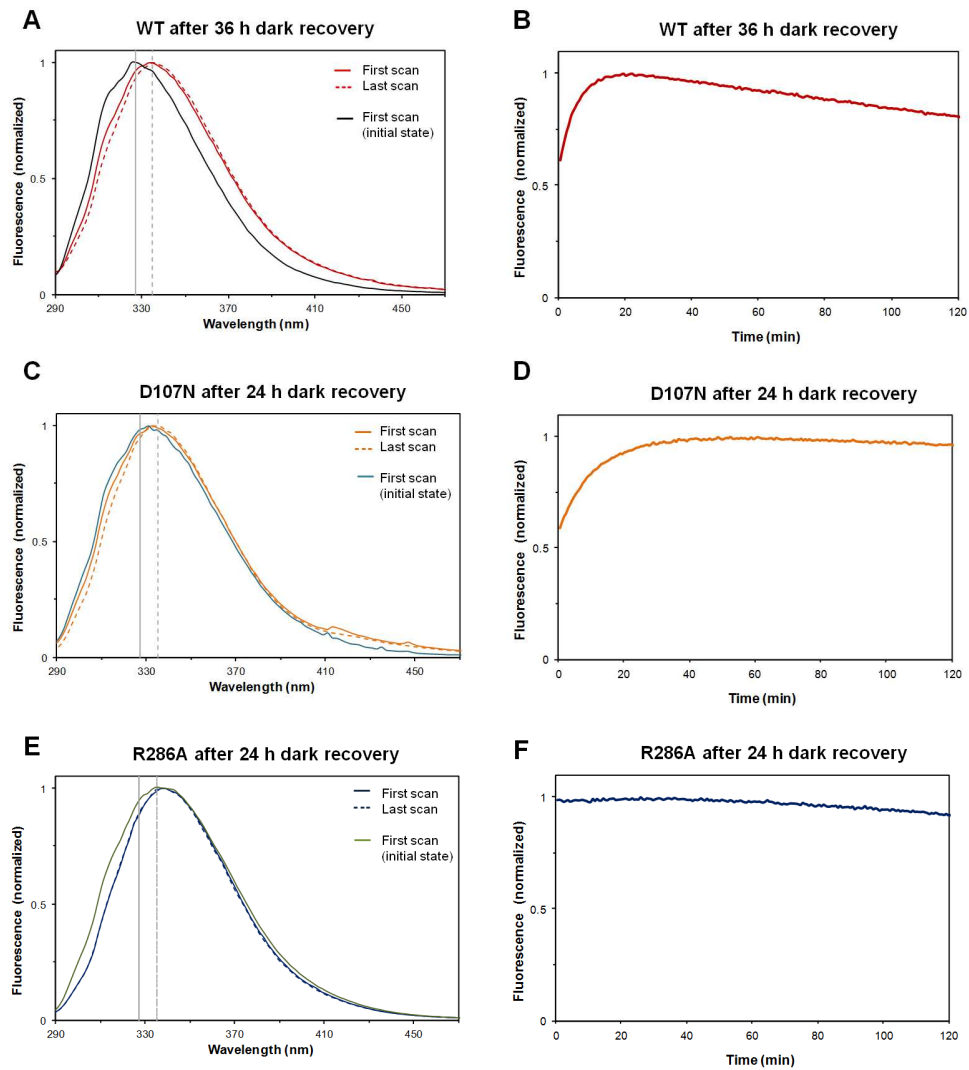 A
WT after 36 h dark recovery
Fluorescence (normalized)
1
0.5
0
290
330
370
410
450
Wavelength (nm)
First scan
Last scan
First scan
(initial state)
B
WT after 36 h dark recovery
Fluorescence (normalized)
1
0.5
0
0
20
40
60
80
100
120
Time (min)
C
D107N after 24 h dark recovery
Fluorescence (normalized)
1
0.5
0
290
330
370
410
450
Wavelength (nm)
First scan
Last scan
First scan
(initial state)
D
D107N after 24 h dark recovery
Fluorescence (normalized)
1
0.5
0
0
20
40
60
80
100
120
Time (min)
E
R286A after 24 h dark recovery
Fluorescence (normalized)
1
0.5
0
290
330
370
410
450
Wavelength (nm)
First scan
Last scan
First scan
(initial state)
F
R286A after 24 h dark recovery
Fluorescence (normalized)
1
0.5
0
0
20
40
60
80
100
120
Time (min)